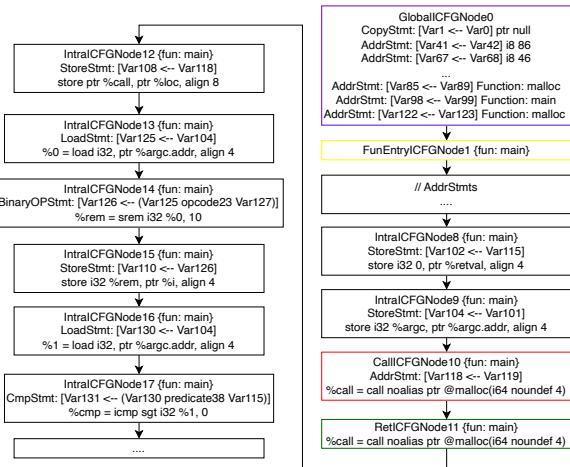 GlobalICFGNode0
CopyStmt: [Var1 <-- Var0] ptr null
AddrStmt: [Var41 <-- Var42] i8 86
AddrStmt: [Var67 <-- Var68] i8 46
...
AddrStmt: [Var85 <-- Var89] Function: malloc
AddrStmt: [Var98 <-- Var99] Function: main
AddrStmt: [Var122 <-- Var123] Function: malloc
FunEntryICFGNode1 {fun: main}
// AddrStmts
....
IntraICFGNode8 {fun: main}
StoreStmt: [Var102 <-- Var115]
store i32 0, ptr %retval, align 4
IntraICFGNode9 {fun: main}
StoreStmt: [Var104 <-- Var101]
store i32 %argc, ptr %argc.addr, align 4
CallICFGNode10 {fun: main}
AddrStmt: [Var118 <-- Var119]
%call = call noalias ptr @malloc(i64 noundef 4)
RetICFGNode11 {fun: main}
%call = call noalias ptr @malloc(i64 noundef 4)
IntraICFGNode12 {fun: main}
StoreStmt: [Var108 <-- Var118]
store ptr %call, ptr %loc, align 8
IntraICFGNode13 {fun: main}
LoadStmt: [Var125 <-- Var104]
%0 = load i32, ptr %argc.addr, align 4
IntraICFGNode14 {fun: main}
BinaryOPStmt: [Var126 <-- (Var125 opcode23 Var127)]
%rem = srem i32 %0, 10
IntraICFGNode15 {fun: main}
StoreStmt: [Var110 <-- Var126]
store i32 %rem, ptr %i, align 4
IntraICFGNode16 {fun: main}
LoadStmt: [Var130 <-- Var104]
%1 = load i32, ptr %argc.addr, align 4
IntraICFGNode17 {fun: main}
CmpStmt: [Var131 <-- (Var130 predicate38 Var115)]
%cmp = icmp sgt i32 %1, 0
....